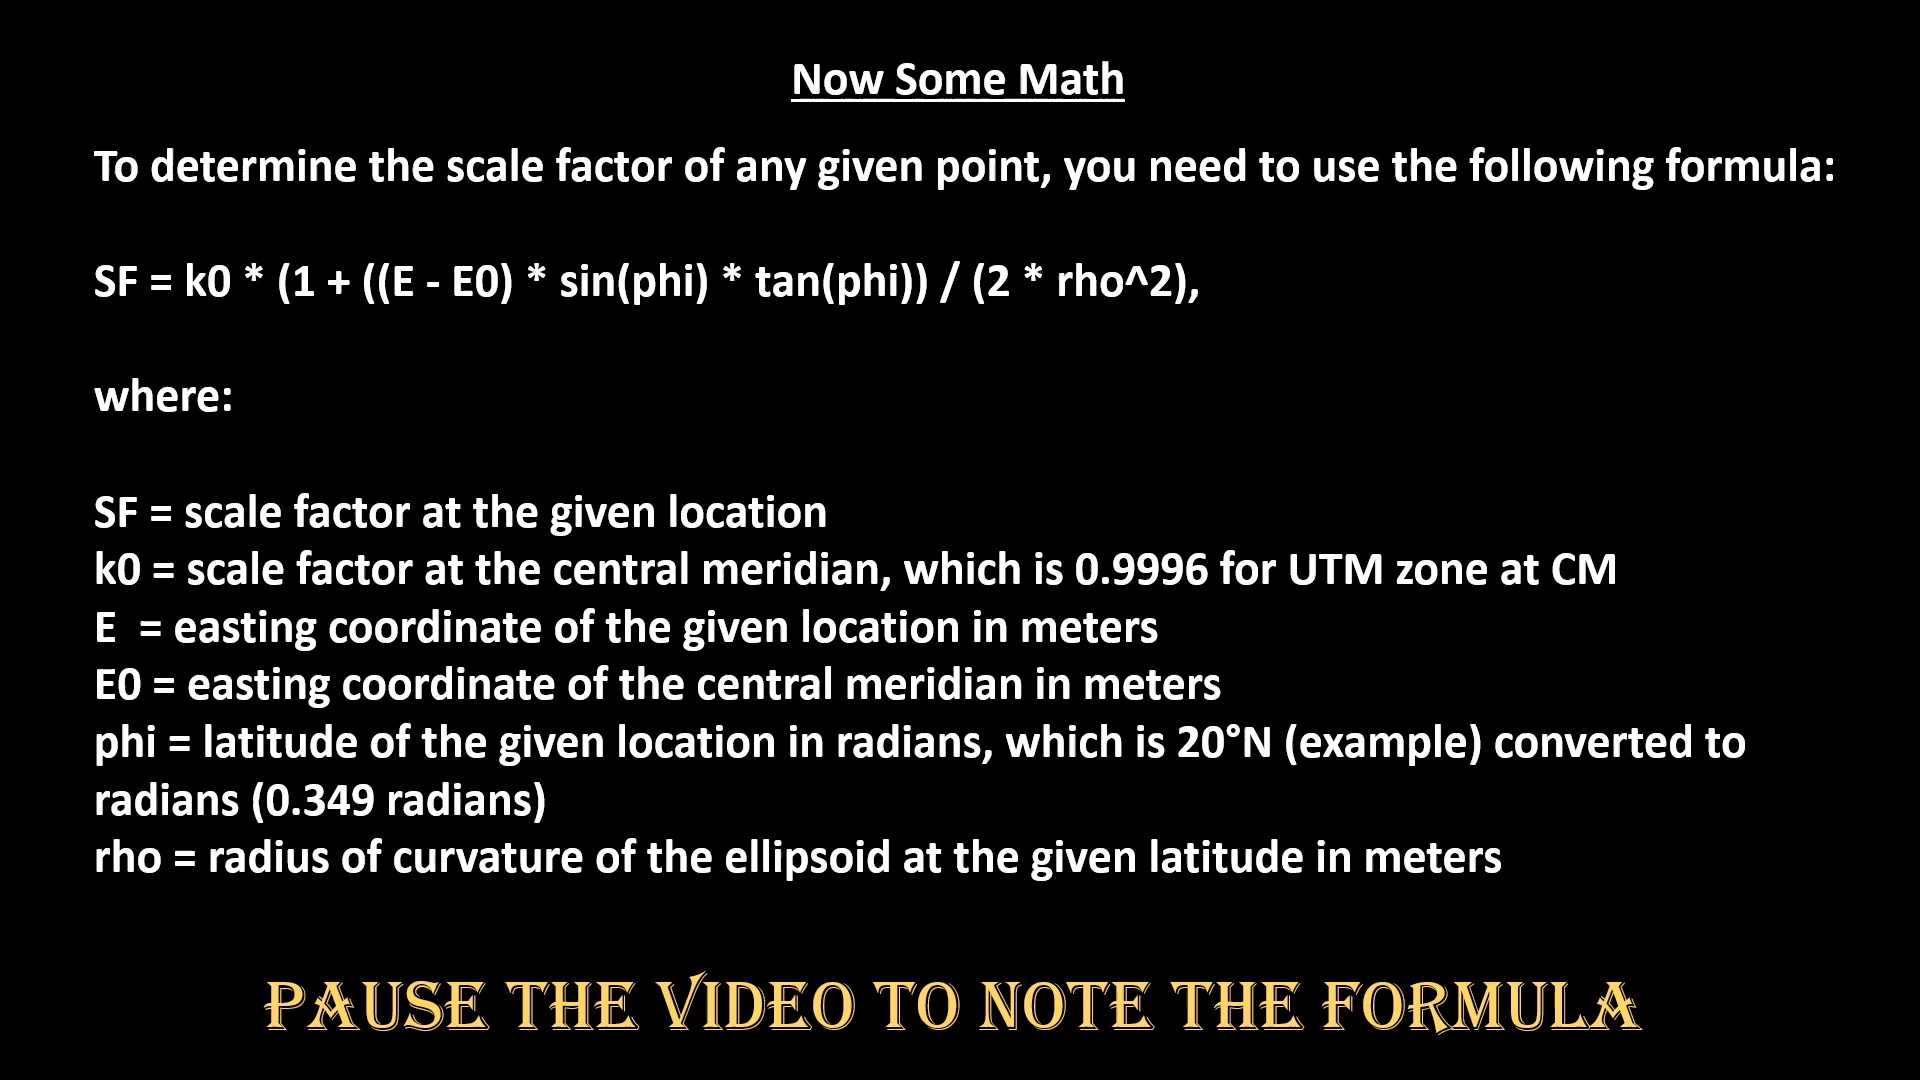 Now Some Math
To determine the scale factor of any given point, you need to use the following formula:
SF = k0 * (1 + ((E - E0) * sin(phi) * tan(phi)) / (2 * rho^2),
where:
SF = scale factor at the given location
k0 = scale factor at the central meridian, which is 0.9996 for UTM zone at CM
E  = easting coordinate of the given location in meters
E0 = easting coordinate of the central meridian in meters
phi = latitude of the given location in radians, which is 20°N (example) converted to
radians (0.349 radians)
rho = radius of curvature of the ellipsoid at the given latitude in meters
PAUSE THE VIDEO TO NOTE THE FORMULA